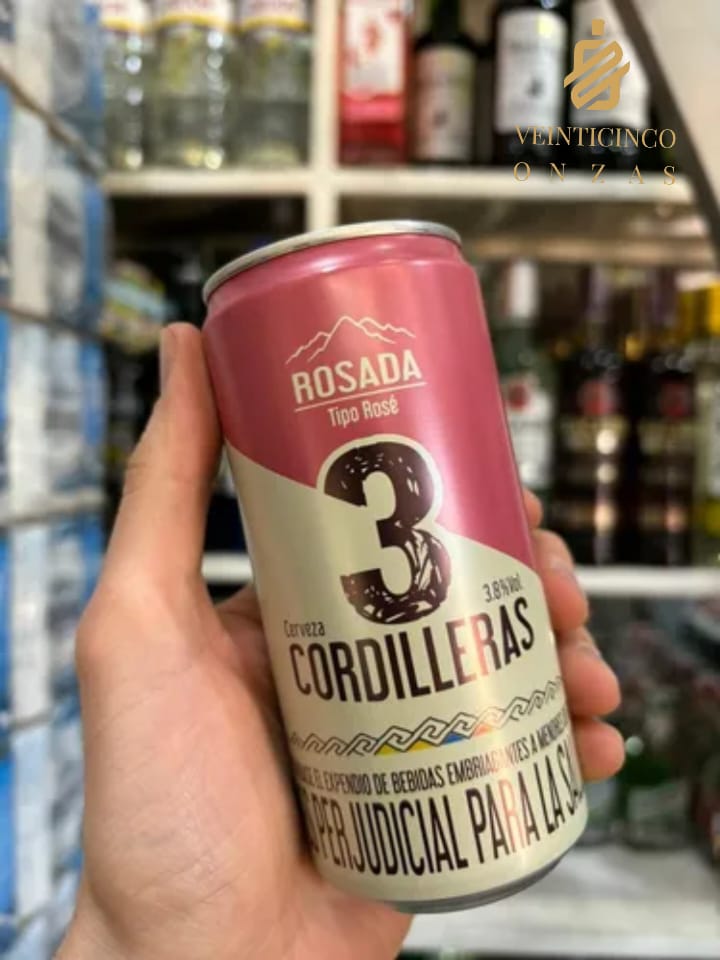 VEINTICINCO
ONZAS
ROSADA
Tipo Rosé
3
3.8%Vol.
Cerveza
CORDILLERAS
EL EXPENDIO DE BEBIDAS EMBRIAGANTES A MENORES
PERJUDICIAL PARA LA